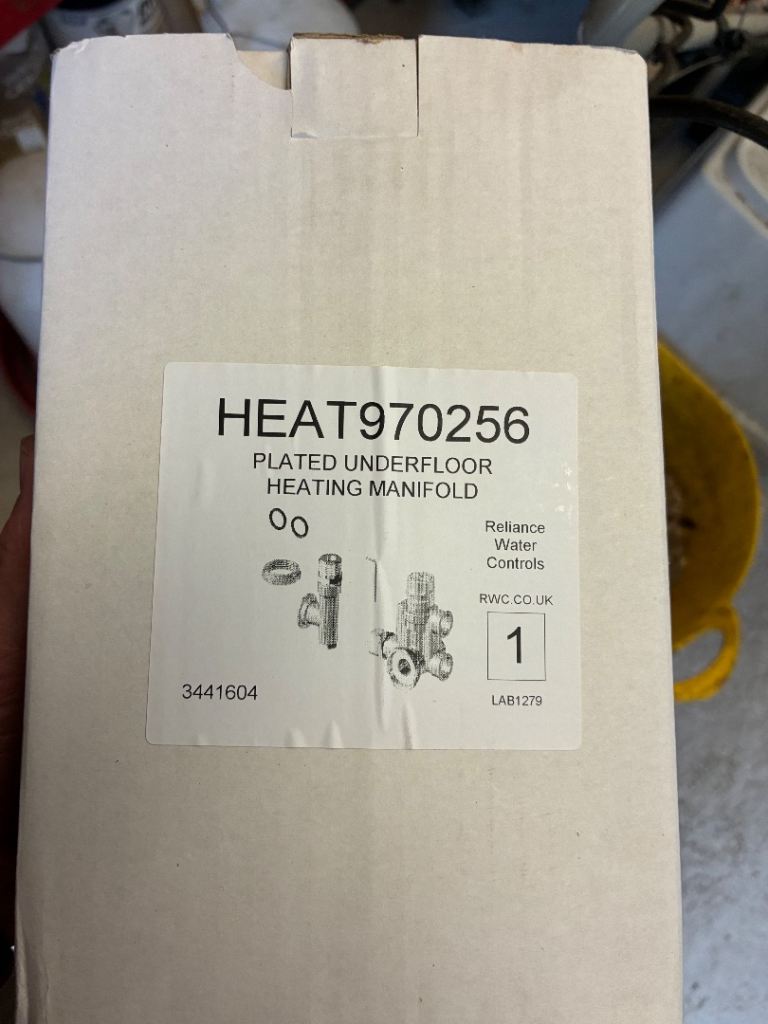 HEAT970256
PLATED UNDERFLOOR
HEATING MANIFOLD
Reliance
Water
Controls
RWC.CO.UK
1
3441604
LAB1279